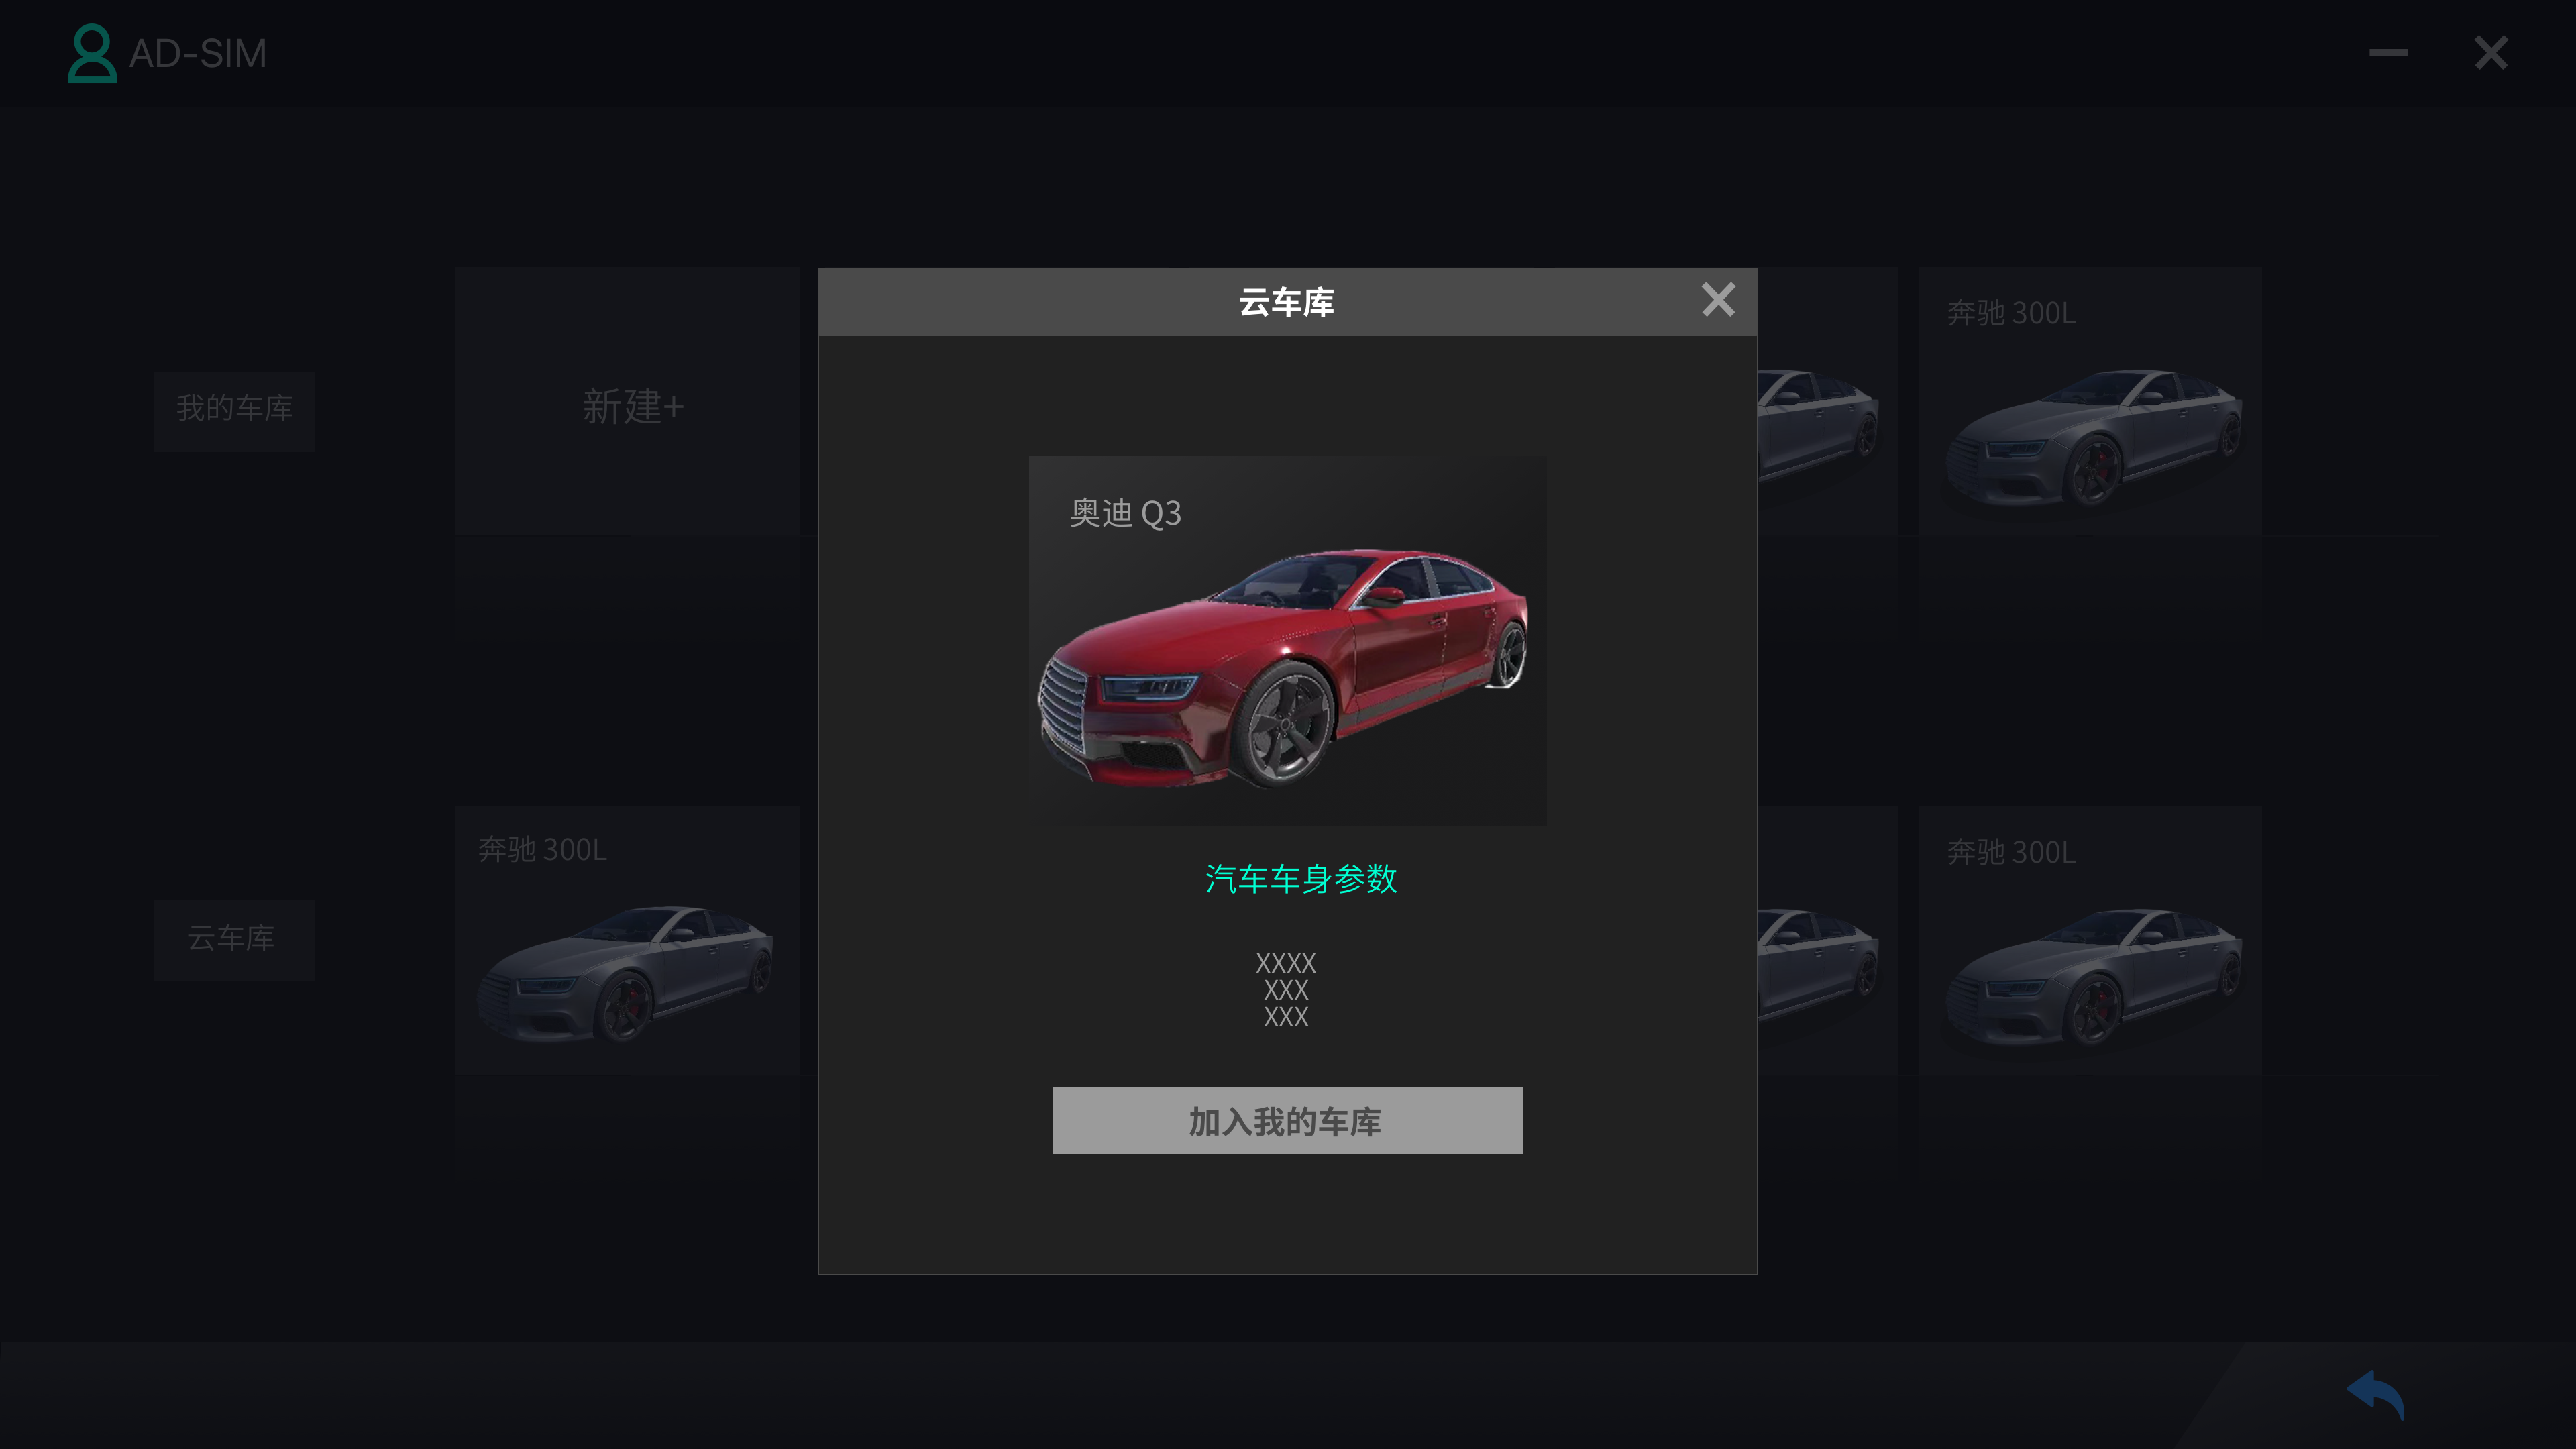 AD-SIM
云车库
我的车库
新建+
奔驰 300L
奥迪 Q3
云车库
奔驰 300L
奔驰 300L
汽车车身参数
XXXX
XXX
XXX
加入我的车库